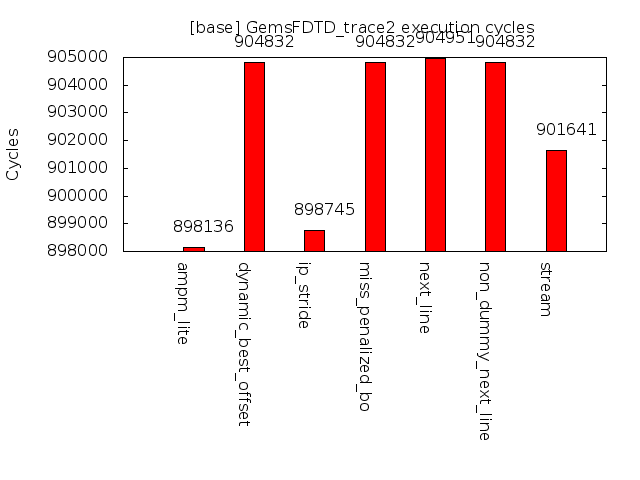 [base] GemsFDTD_trace2 execution cycles
904832
904832
904951
904832
901641
898745
898136
905000
904000
903000
902000
901000
900000
899000
898000
Cycles
ampm_lite
dynamic_best_offset
ip_stride
miss_penalized_bo
next_line
non_dummy_next_line
stream